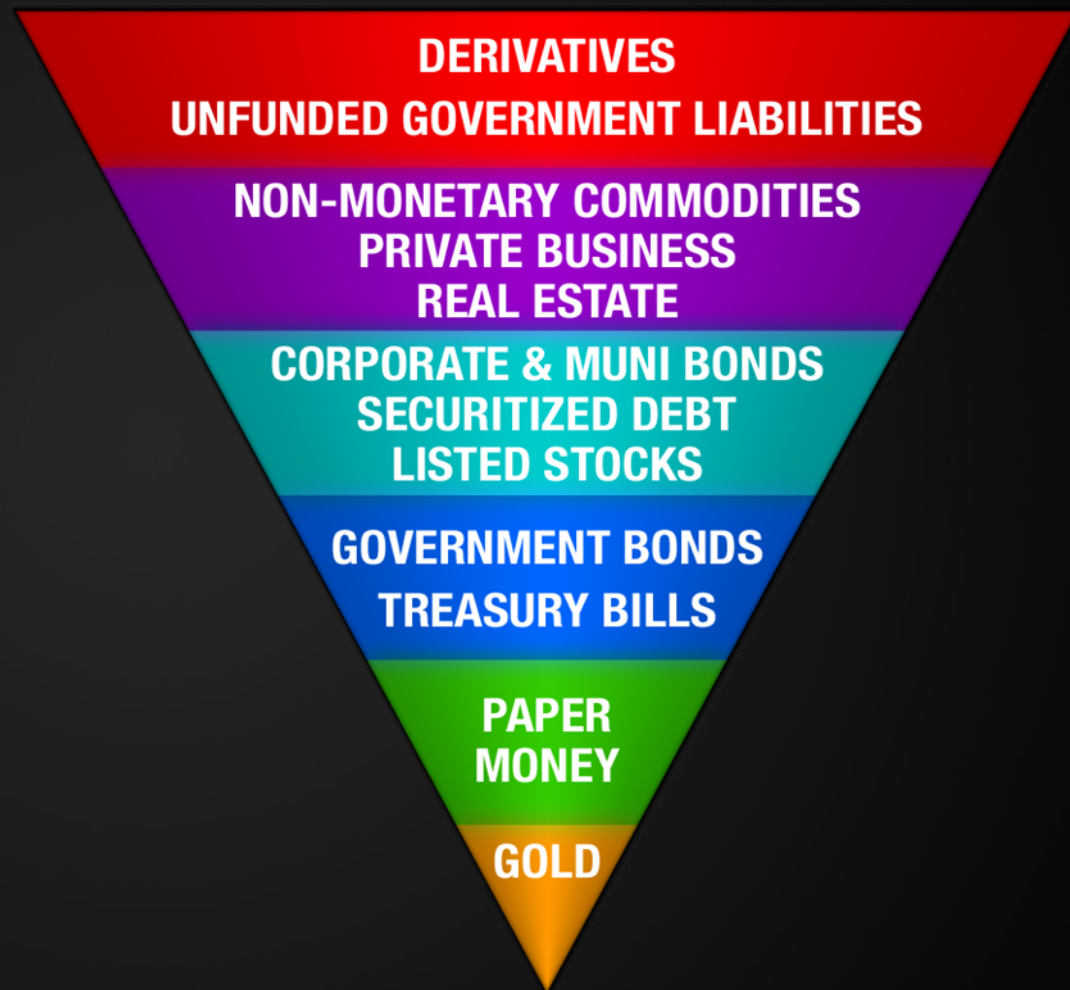 DERIVATIVES
UNFUNDED GOVERNMENT LIABILITIES
NON-MONETARY COMMODITIES
PRIVATE BUSINESS
REAL ESTATE
CORPORATE & MUNI BONDS
SECURITIZED DEBT
LISTED STOCKS
GOVERNMENT BONDS
TREASURY BILLS
PAPER
MONEY
GOLD